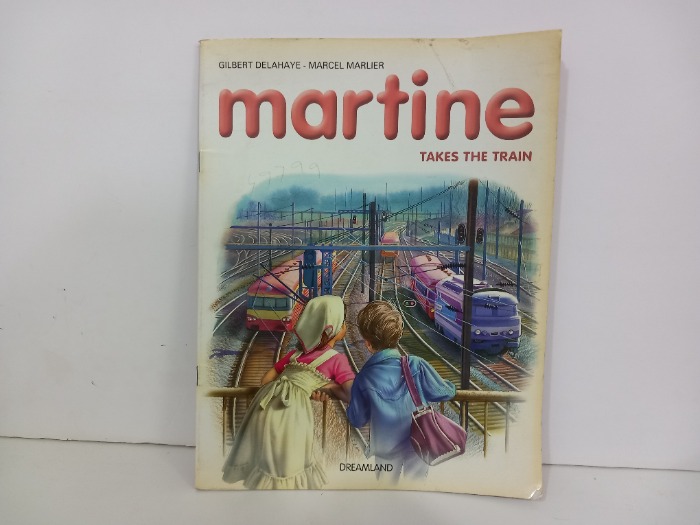 GILBERT DELAHAYE - MARCEL MARLIER
martine
TAKES THE TRAIN
DREAMLAND